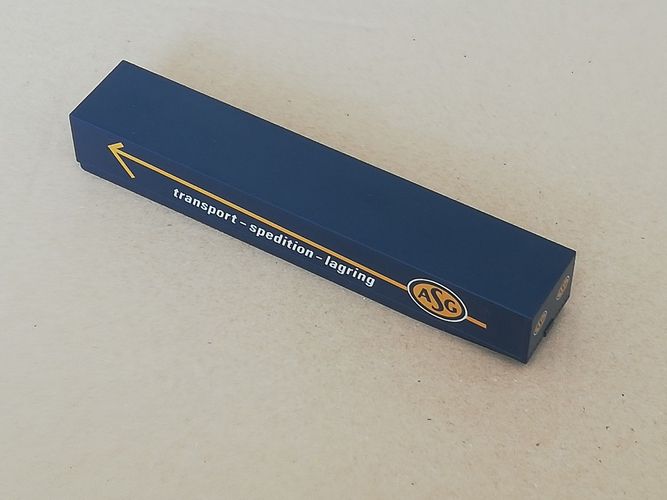 transport – spedition – lagring
ASG